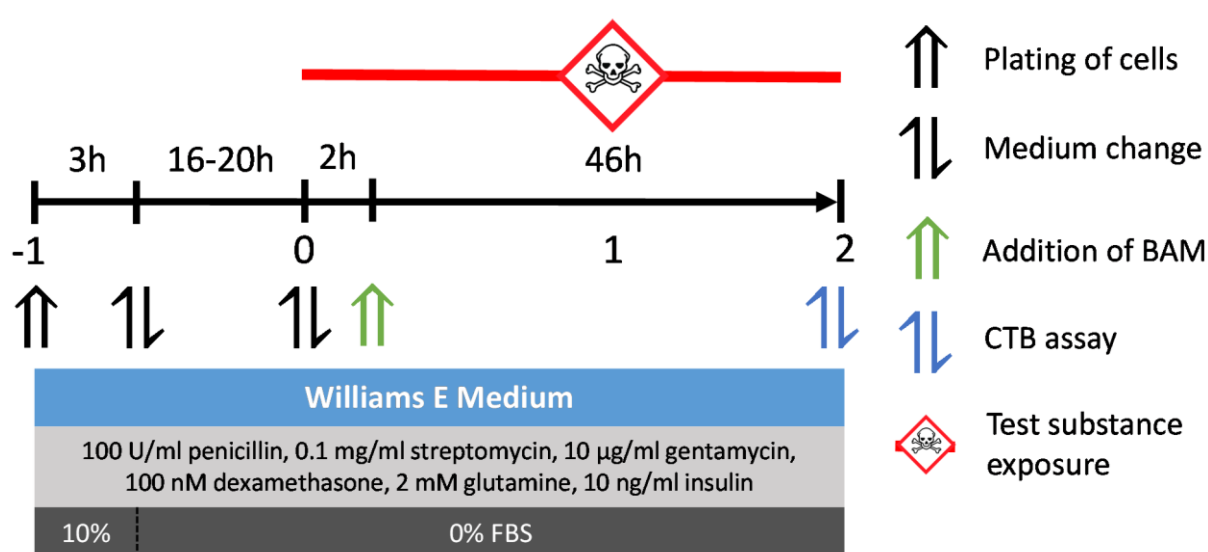 Plating of cells
Medium change
3h 16-20h 2h 46h
-1 0 1 2
Addition of BAM
CTB assay
Williams E Medium
100 U/ml penicillin, 0.1 mg/ml streptomycin, 10 µg/ml gentamycin,
100 nM dexamethasone, 2 mM glutamine, 10 ng/ml insulin
Test substance
exposure
10% 0% FBS